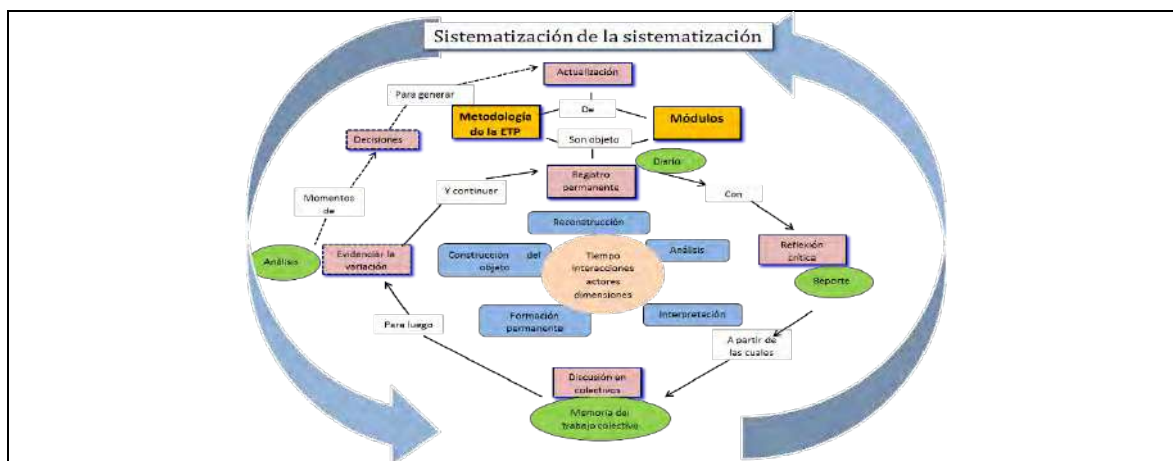 Sistematización de la sistematización
Actualización
Para generar
De
Metodología
de la ETP
Módulos
Decisiones
Son objeto
Diario
Registro
permanente
Y continuar
Con
Momentos
de
Reconstrucción
Análisis
Evidenciar la
variación
Construcción del
objeto
Tiempo
interacciones
actores
dimensiones
Análisis
Reflexión
crítica
Reporte
Formación
permanente
Interpretación
Para luego
A partir de
las cuales
Discusión en
colectivos
Memoria del
trabajo colectivo